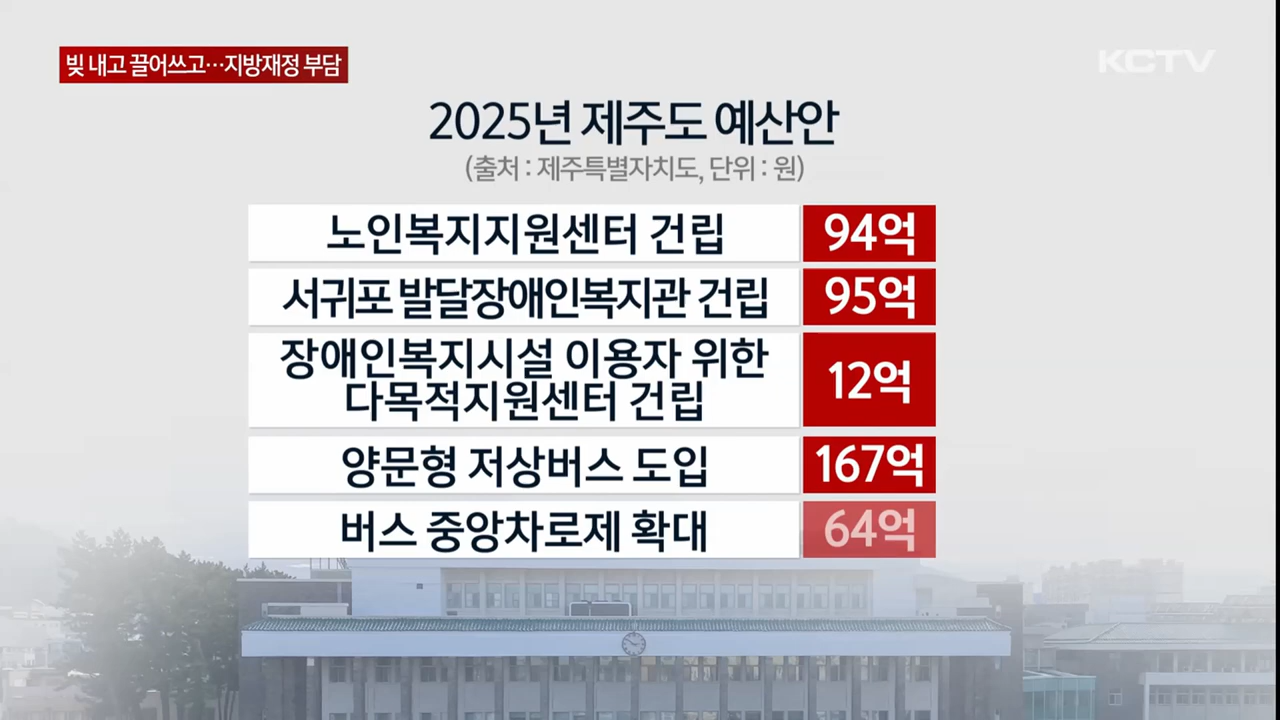 빚 내고 끌어쓰고…지방재정 부담
KCTV
2025년 제주도 예산안
(출처 : 제주특별자치도, 단위 : 원)
노인복지지원센터 건립 94억
서귀포 발달장애인복지관 건립 95억
장애인복지시설 이용자 위한
다목적지원센터 건립 12억
양문형 저상버스 도입 167억
버스 중앙차로제 확대 64억